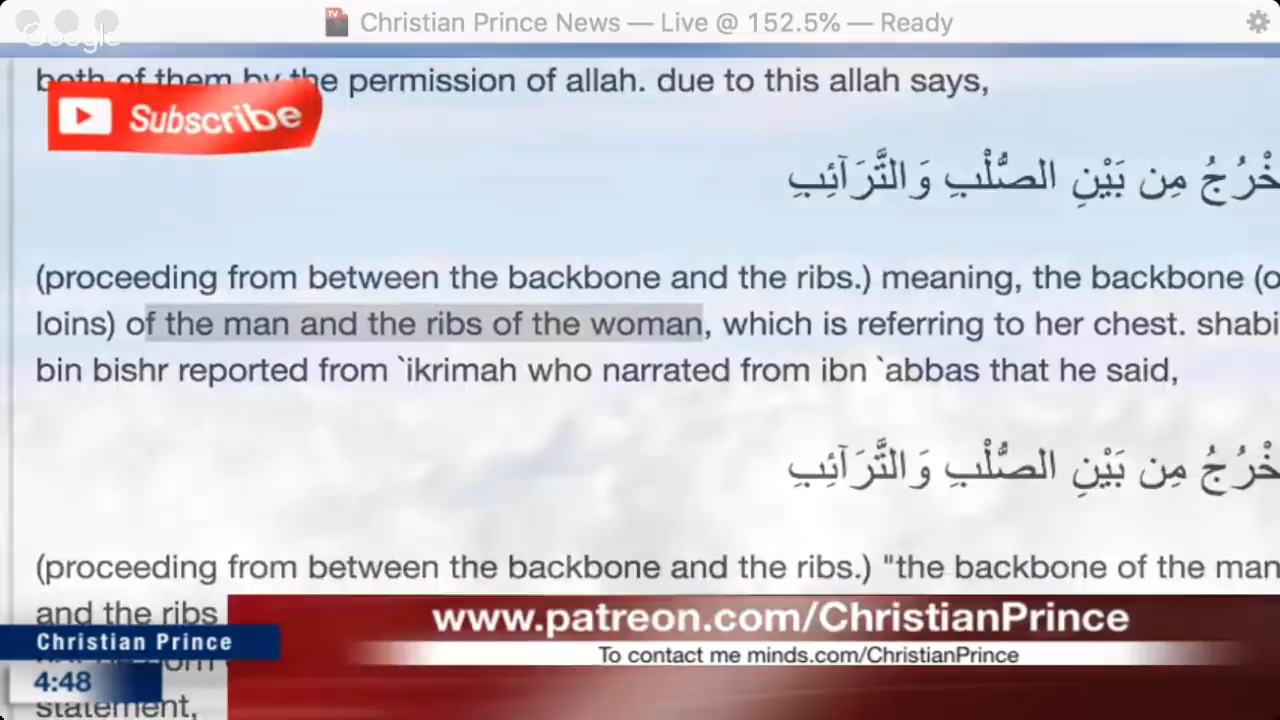 Christian Prince News — Live @ 152.5% — Ready
Google
both of them by the permission of allah. due to this allah says,
Subscribe
خْرُجُ مِن بَيْنِ الصُّلْبِ وَالتَّرَآئِبِ
(proceeding from between the backbone and the ribs.) meaning, the backbone (o
loins) of the man and the ribs of the woman, which is referring to her chest. shabi
bin bishr reported from `ikrimah who narrated from ibn `abbas that he said,
خْرُجُ مِن بَيْنِ الصُّلْبِ وَالتَّرَآئِبِ
(proceeding from between the backbone and the ribs.) "the backbone of the man
and the ribs
www.patreon.com/ChristianPrince
Christian Prince
To contact me minds.com/ChristianPrince
4:48
statement,